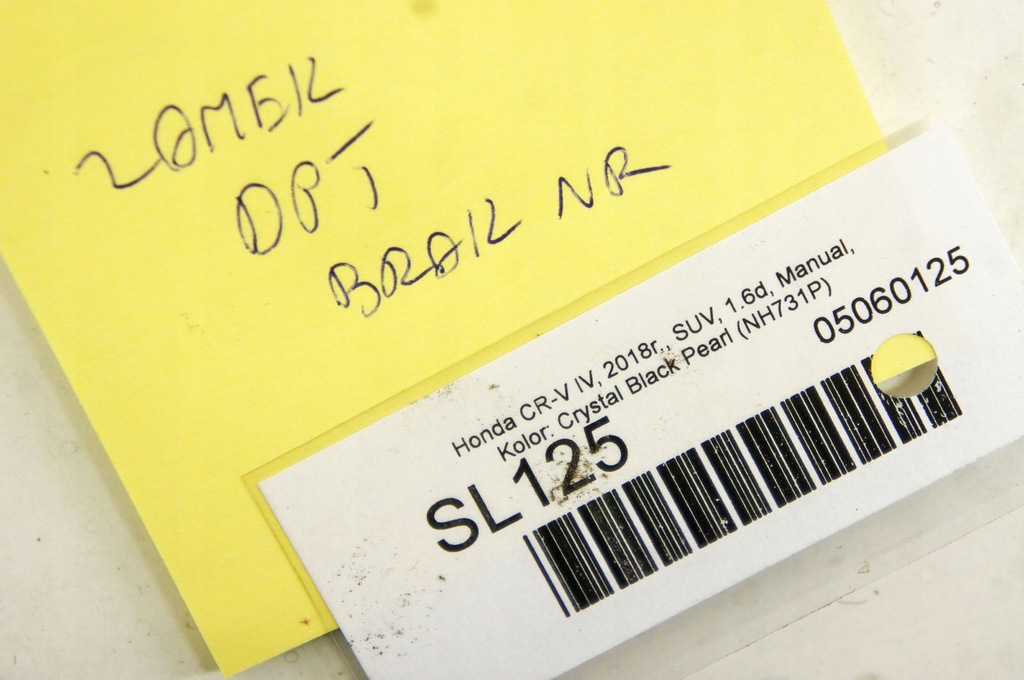 ZAMEK
DPT
BRAK NR
Honda CR-V IV, 2018r., SUV, 1.6d, Manual,
Kolor: Crystal Black Pearl (NH731P)
SL125
05060125